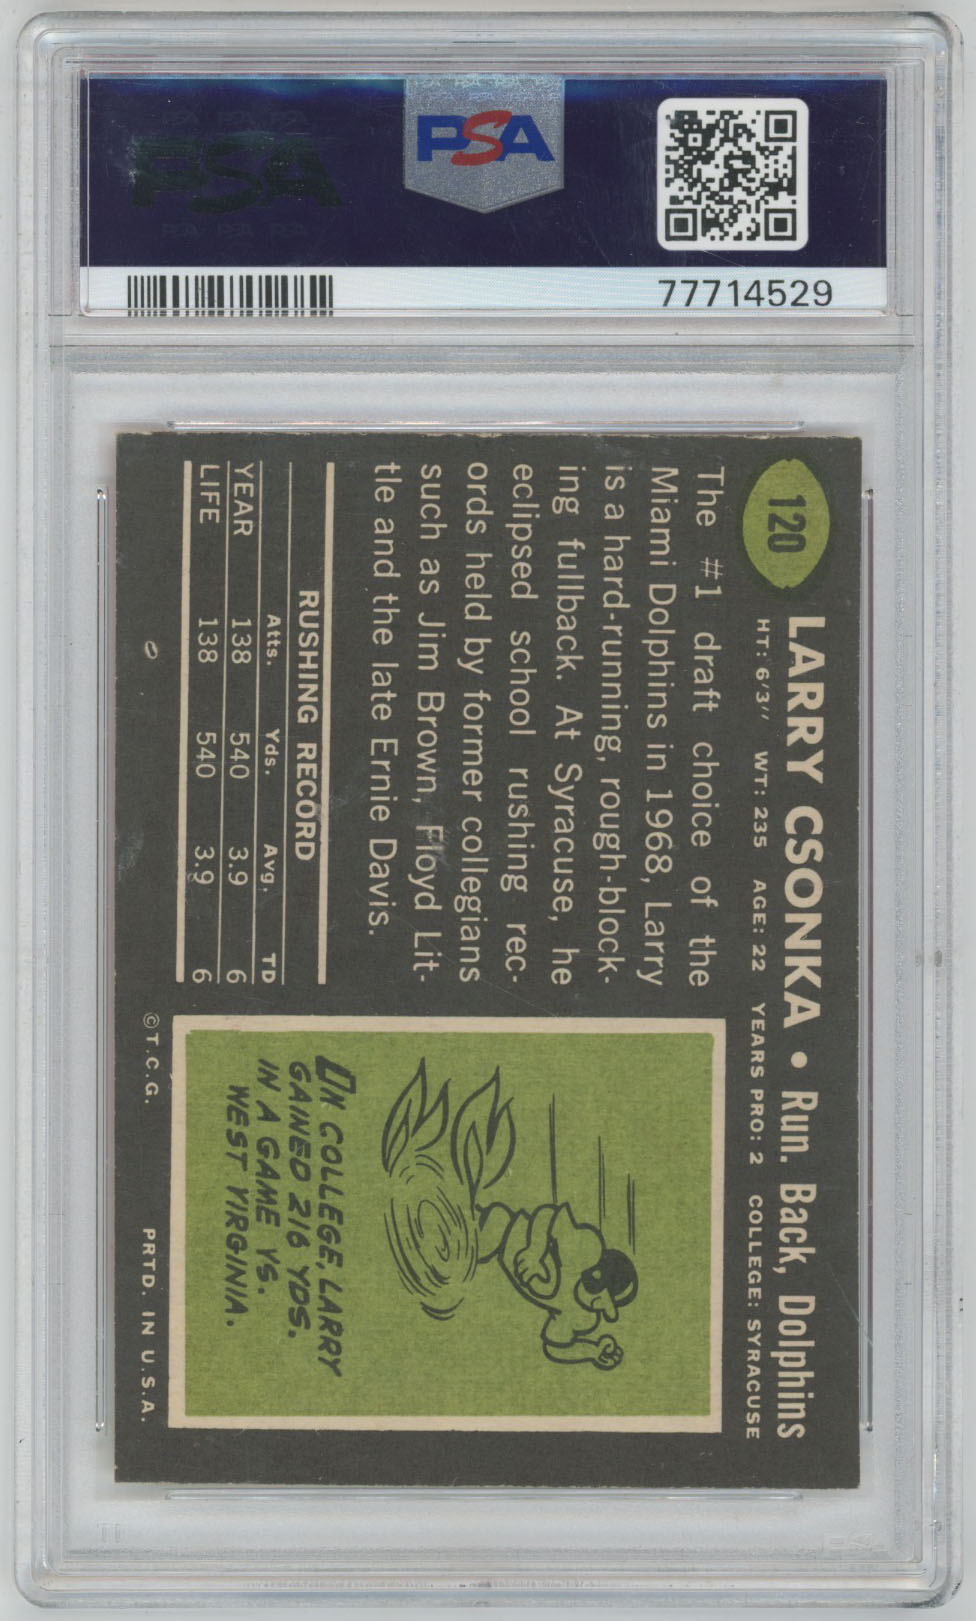 PSA
PSA
77714529
120
LARRY CSONKA • Run. Back, Dolphins
HT: 6'3" WT: 235 AGE: 22 YEARS PRO: 2 COLLEGE: SYRACUSE
The #1 draft choice of the
Miami Dolphins in 1968, Larry
is a hard-running, rough-block-
ing fullback. At Syracuse, he
eclipsed school rushing rec-
ords held by former collegians
such as Jim Brown, Floyd Lit-
tle and the late Ernie Davis.
RUSHING RECORD
Atts. Yds. Avg. TD
YEAR 138 540 3.9 6
LIFE 138 540 3.9 6
IN COLLEGE, LARRY
GAINED 216 YDS.
IN A GAME VS.
WEST VIRGINIA.
©T.C.G. PRTD. IN U.S.A.